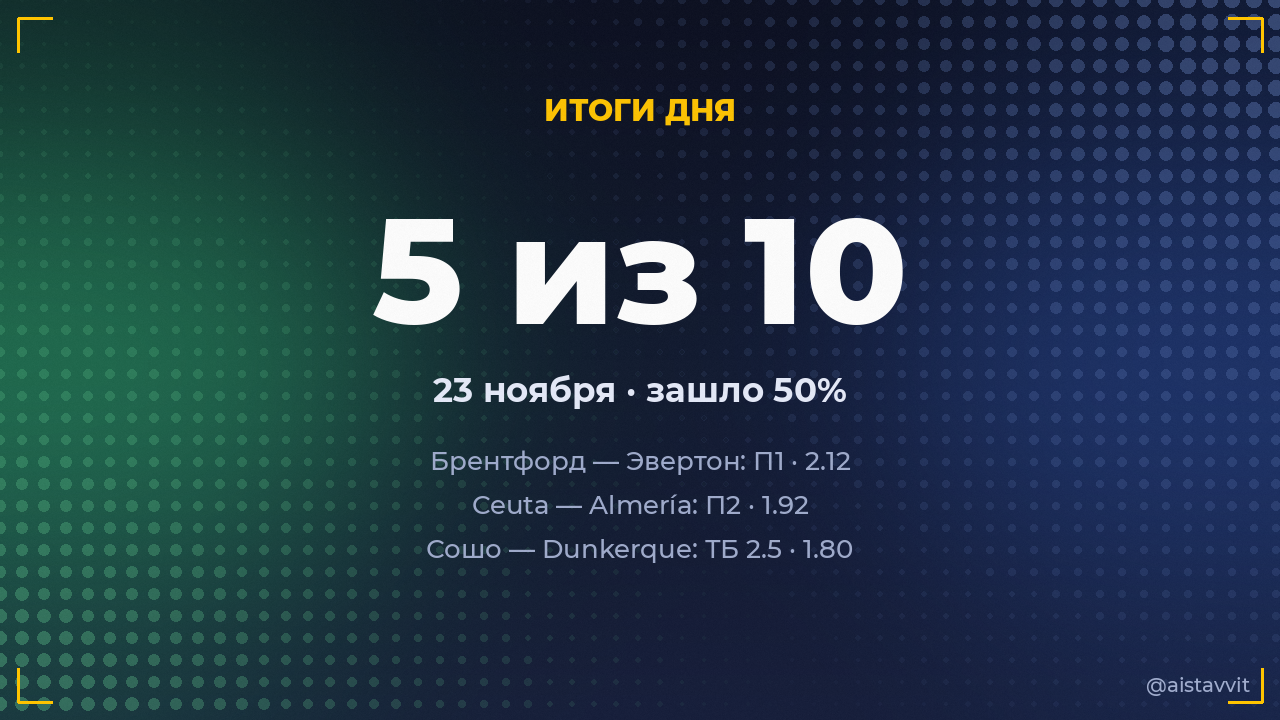 ИТОГИ ДНЯ
5 из 10
23 ноября · зашло 50%
Брентфорд — Эвертон: П1 · 2.12
Ceuta — Almería: П2 · 1.92
Сошо — Dunkerque: ТБ 2.5 · 1.80
@aistavvit